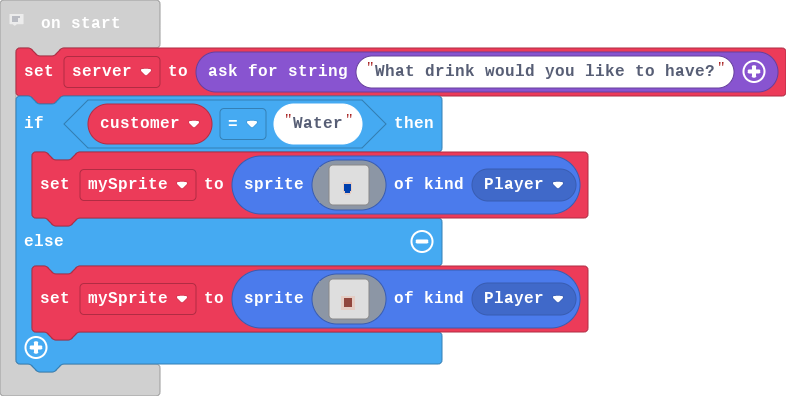 on start
set server to ask for string "What drink would you like to have?"
if customer = "Water" then
set mySprite to sprite of kind Player
else
set mySprite to sprite of kind Player